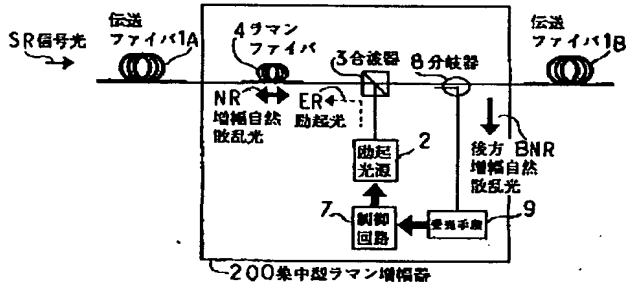 SR信号光
伝送
ファイバ1A
4ラマン
ファイバ
3合波器
8分岐器
伝送
ファイバ1B
NR
増幅自然
散乱光
ER
励起光
励起
光源
2
後方 BNR
増幅自然
散乱光
7
制御
回路
受光手段
9
200集中型ラマン増幅器